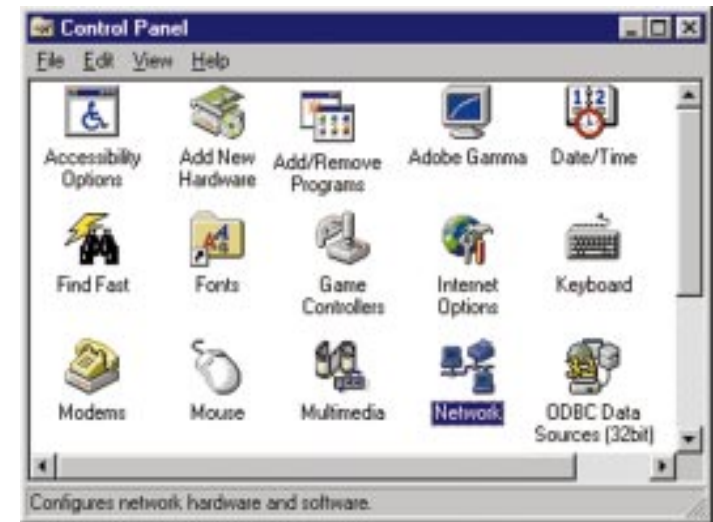 Control Panel
File Edit View Help
Accessibility Options
Add New Hardware
Add/Remove Programs
Adobe Gamma
Date/Time
Find Fast
Fonts
Game Controllers
Internet Options
Keyboard
Modems
Mouse
Multimedia
Network
ODBC Data Sources (32bit)
Configures network hardware and software.